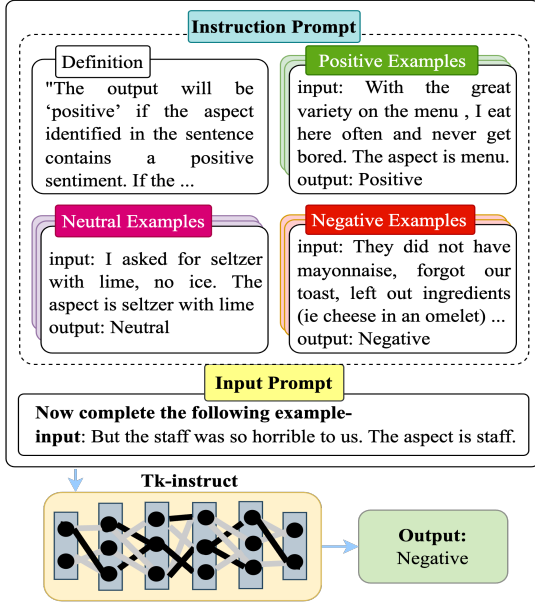 Instruction Prompt
Definition
"The output will be
‘positive’ if the aspect
identified in the sentence
contains a positive
sentiment. If the ...
Positive Examples
input: With the great
variety on the menu , I eat
here often and never get
bored. The aspect is menu.
output: Positive
Neutral Examples
input: I asked for seltzer
with lime, no ice. The
aspect is seltzer with lime
output: Neutral
Negative Examples
input: They did not have
mayonnaise, forgot our
toast, left out ingredients
(ie cheese in an omelet) ...
output: Negative
Input Prompt
Now complete the following example-
input: But the staff was so horrible to us. The aspect is staff.
Tk-instruct
Output:
Negative